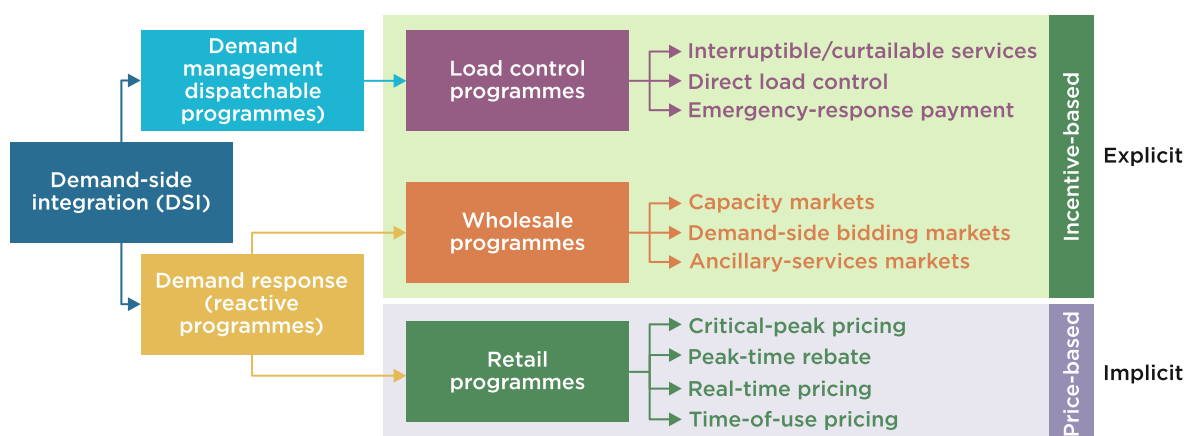 Demand
management
dispatchable
programmes)
Load control
programmes
Interruptible/curtailable services
Direct load control
Emergency-response payment
Incentive-based
Explicit
Demand-side
integration (DSI)
Wholesale
programmes
Capacity markets
Demand-side bidding markets
Ancillary-services markets
Demand response
(reactive
programmes)
Retail
programmes
Critical-peak pricing
Peak-time rebate
Real-time pricing
Time-of-use pricing
Price-based
Implicit